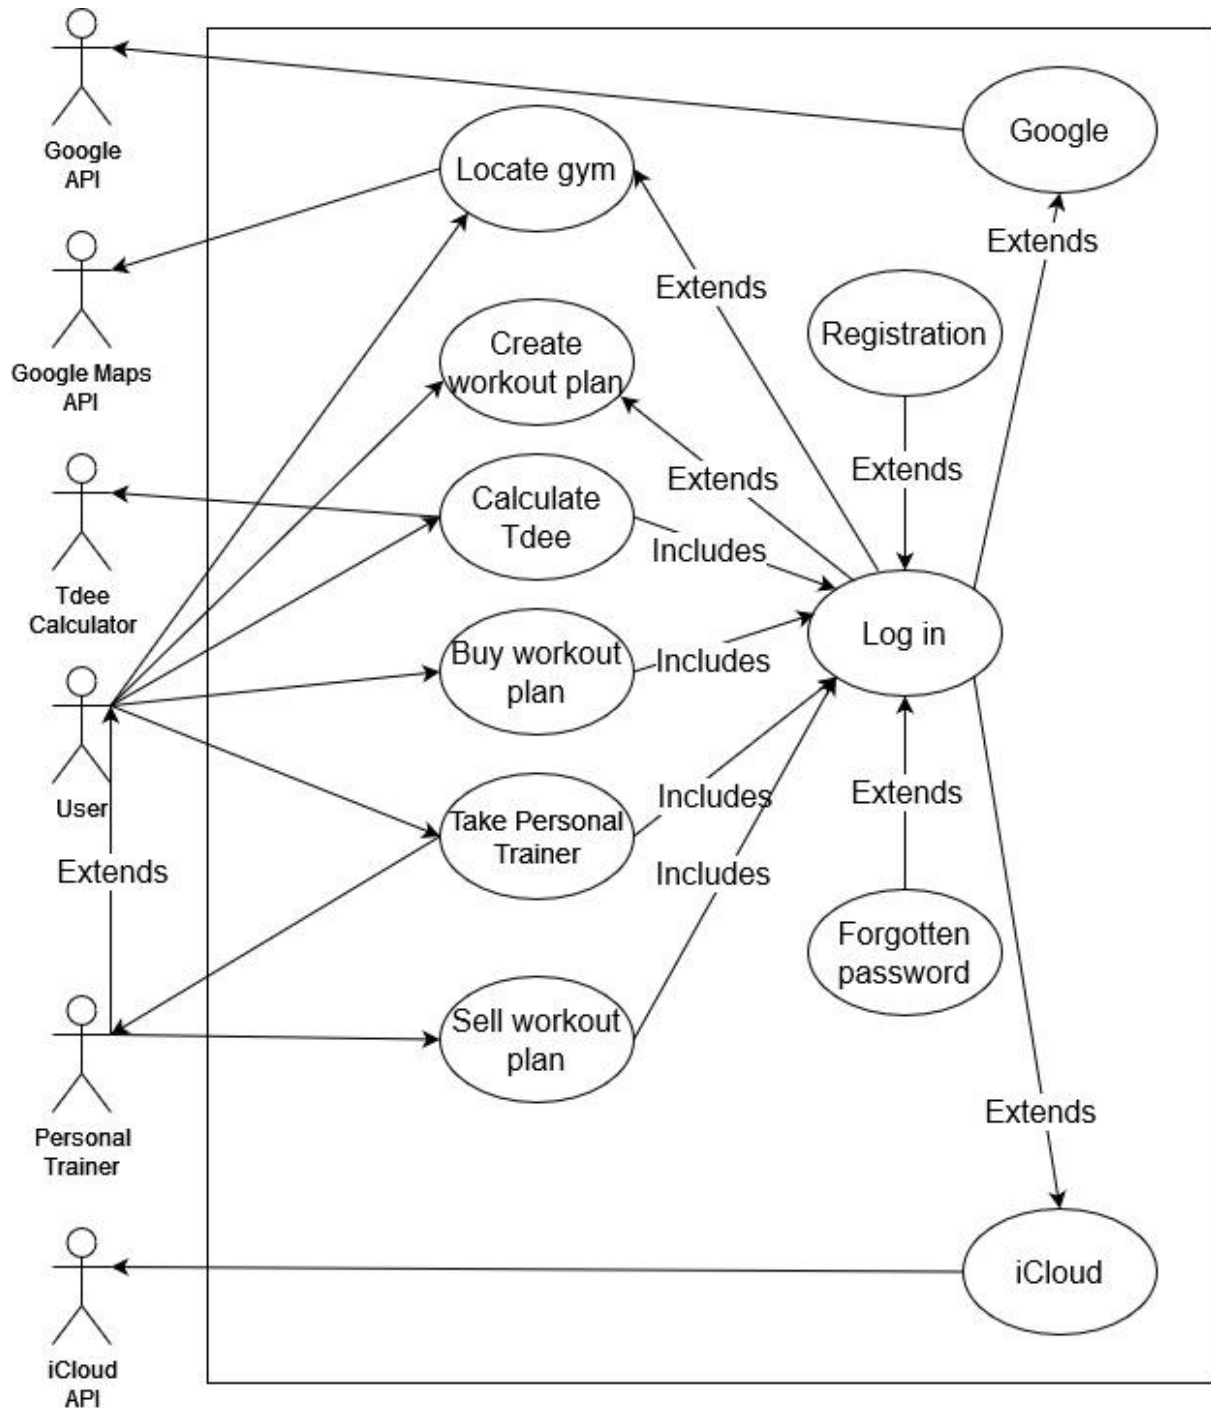 Google
API
Google Maps
API
Tdee
Calculator
User
Extends
Personal
Trainer
iCloud
API
Locate gym
Create
workout plan
Calculate
Tdee
Buy workout
plan
Take Personal
Trainer
Sell workout
plan
Extends
Extends
Includes
Includes
Includes
Includes
Google
Extends
Registration
Extends
Log in
Extends
Forgotten
password
Extends
iCloud